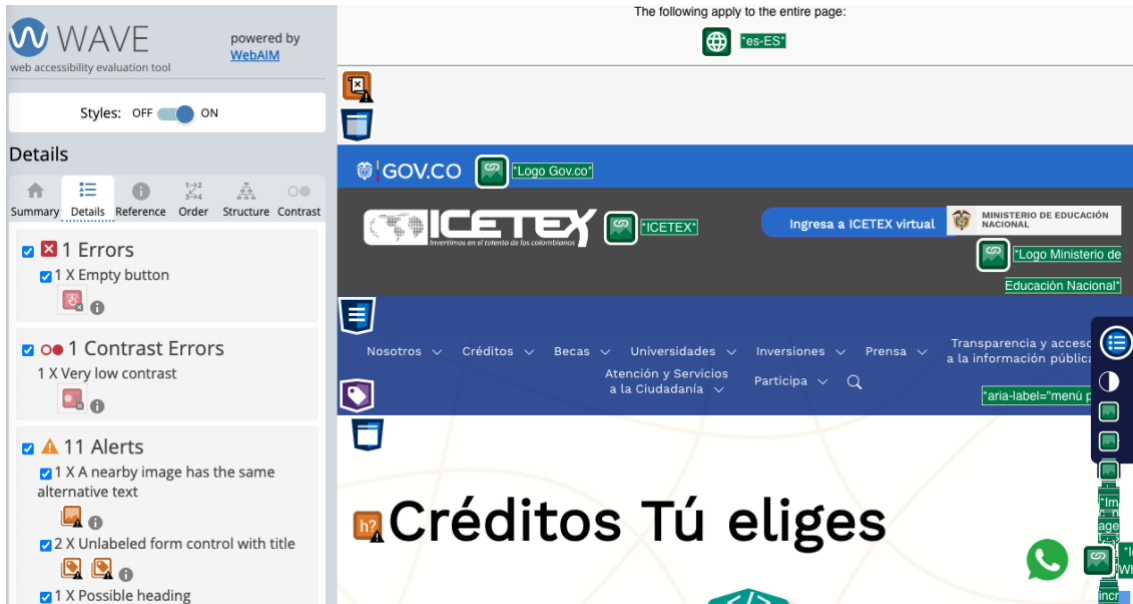 WAVE
web accessibility evaluation tool
powered by
WebAIM
Styles: OFF ON
Details
Summary Details Reference Order Structure Contrast
1 Errors
1 X Empty button
1 Contrast Errors
1 X Very low contrast
11 Alerts
1 X A nearby image has the same
alternative text
2 X Unlabeled form control with title
1 X Possible heading
The following apply to the entire page:
*es-ES*
GOV.CO *Logo Gov.co*
ICETEX *ICETEX*
Invertimos en el talento de los colombianos
Ingresa a ICETEX virtual
MINISTERIO DE EDUCACIÓN
NACIONAL
*Logo Ministerio de
Educación Nacional*
Nosotros Créditos Becas Universidades Inversiones Prensa
Transparencia y acceso
a la información pública
Atención y Servicios
a la Ciudadanía
Participa
*aria-label="menú p
h? Créditos Tú eliges
*Im
age
incr